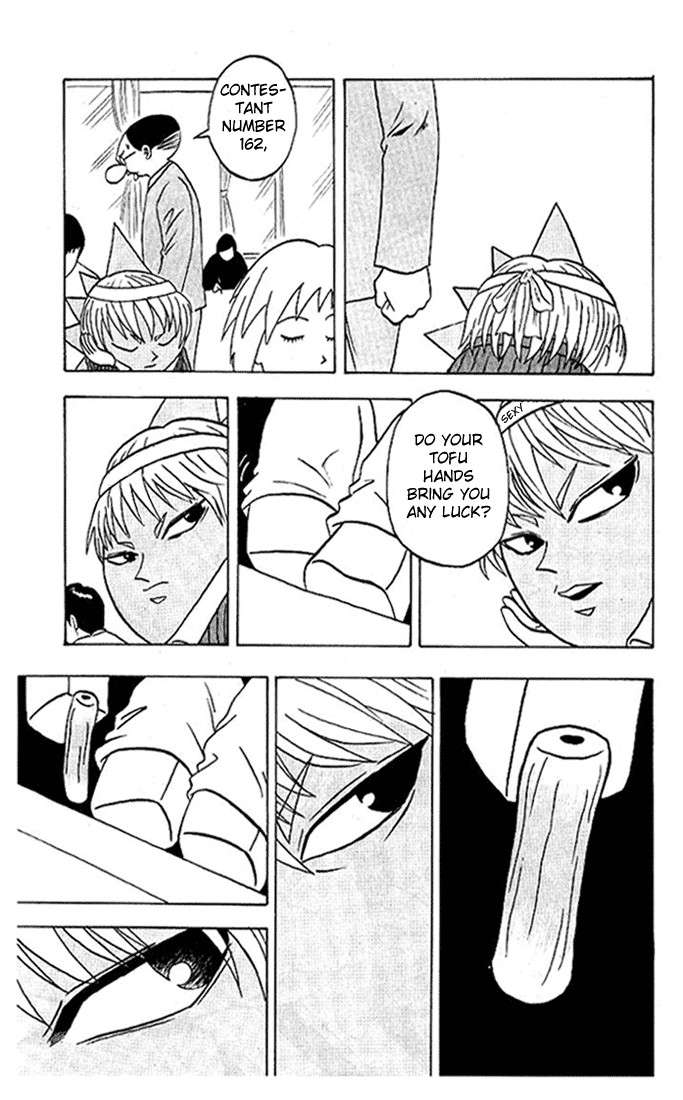 CONTES-
TANT
NUMBER
162,
DO YOUR
TOFU
HANDS
BRING YOU
ANY LUCK?
SEXY